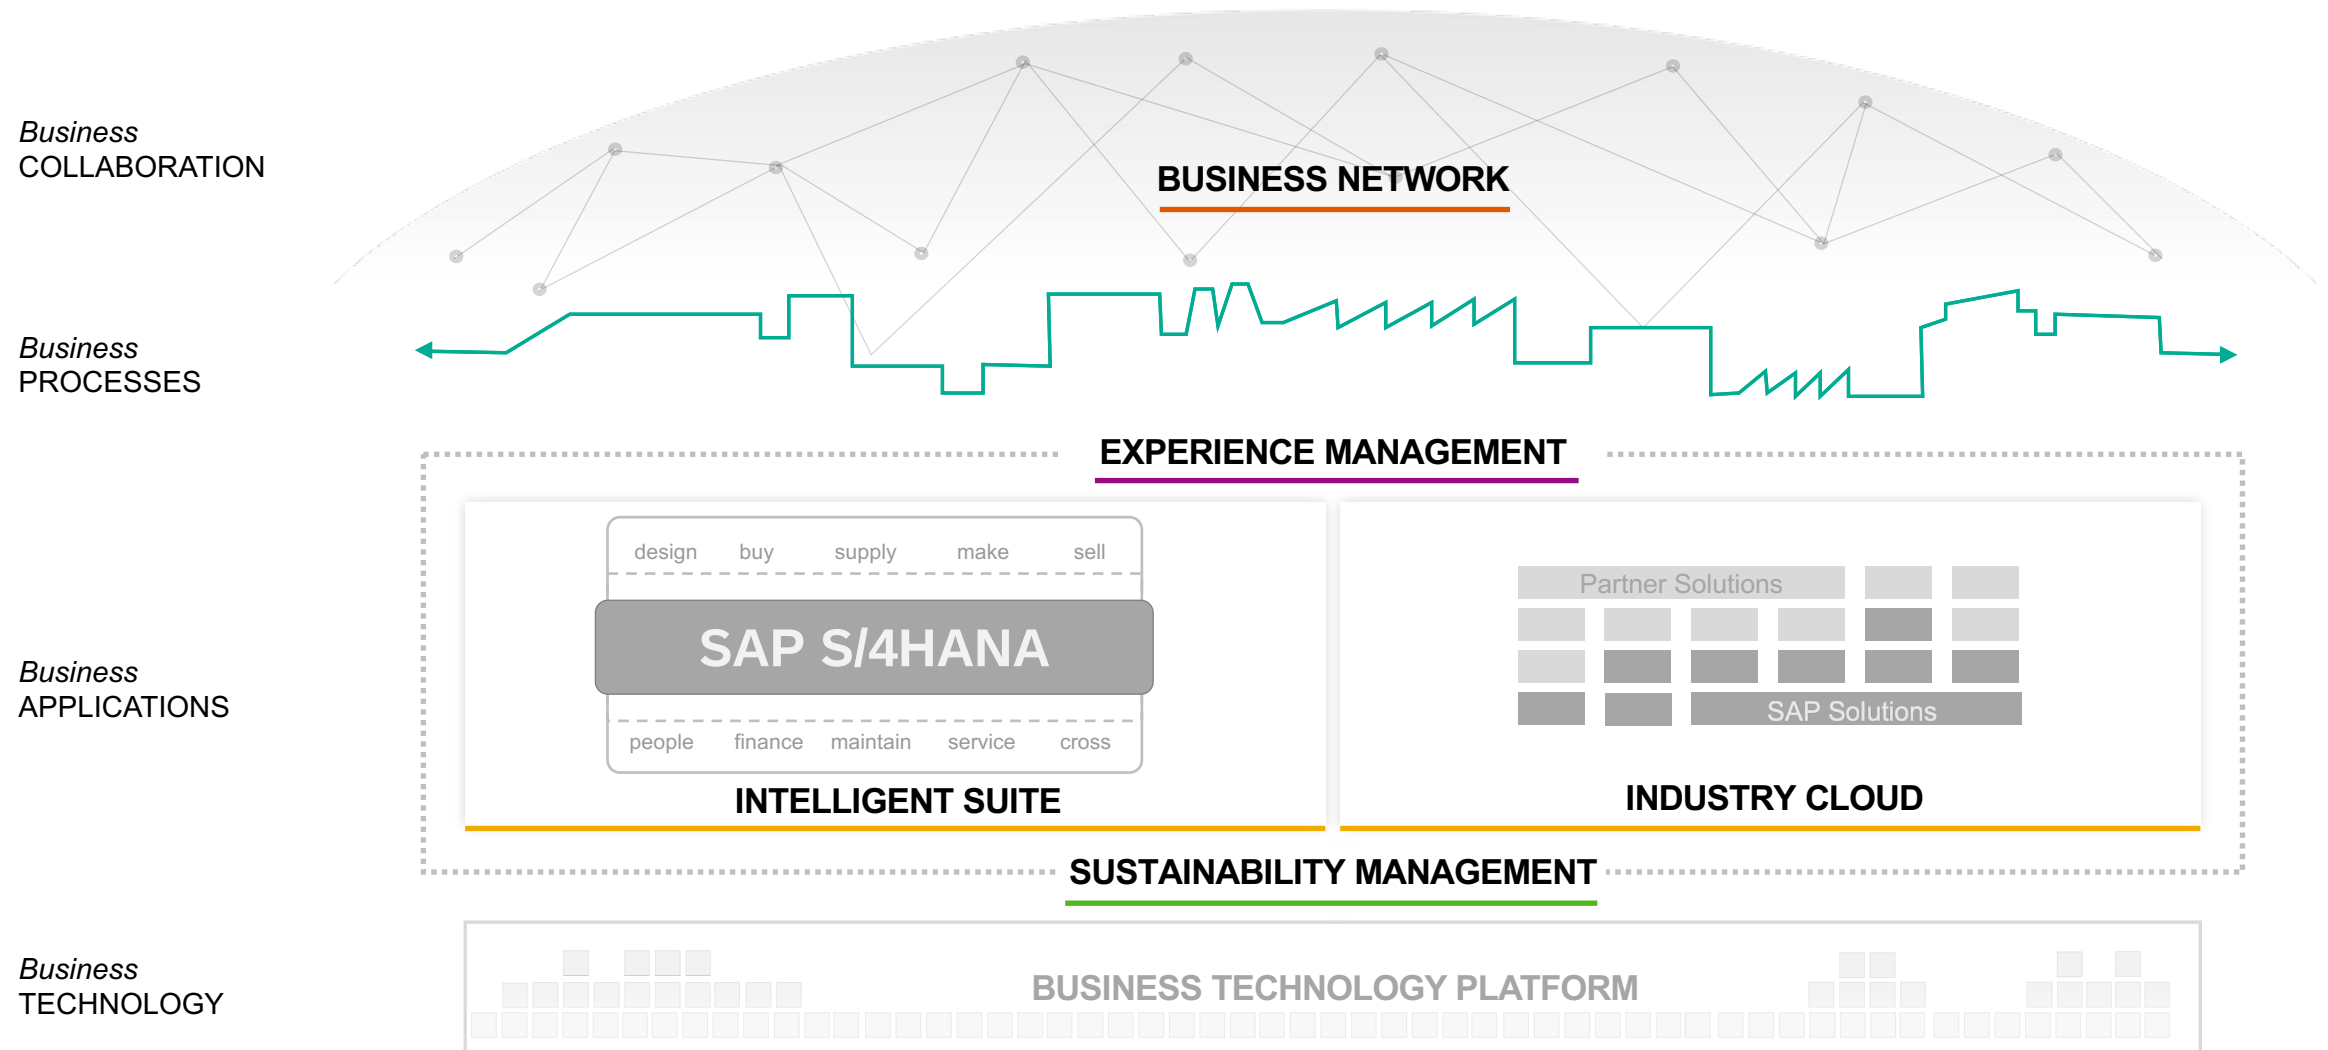 Business
COLLABORATION
BUSINESS NETWORK
Business
PROCESSES
EXPERIENCE MANAGEMENT
design buy supply make sell
SAP S/4HANA
people finance maintain service cross
INTELLIGENT SUITE
Partner Solutions
SAP Solutions
INDUSTRY CLOUD
Business
APPLICATIONS
SUSTAINABILITY MANAGEMENT
Business
TECHNOLOGY
BUSINESS TECHNOLOGY PLATFORM